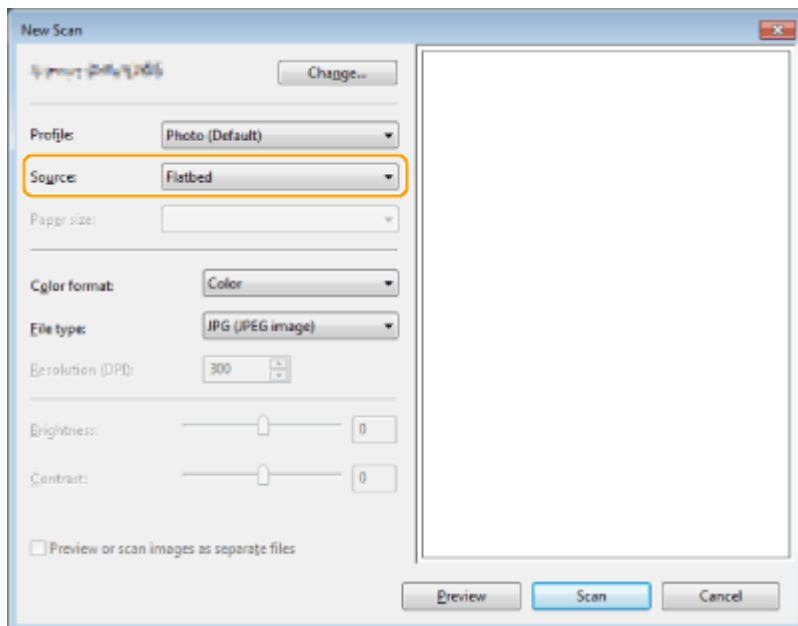 New Scan
Change...
Profile: Photo (Default)
Source: Flatbed
Paper size:
Color format: Color
File type: JPG (JPEG image)
Resolution (DPI): 300
Brightness: 0
Contrast: 0
Preview or scan images as separate files
Preview Scan Cancel